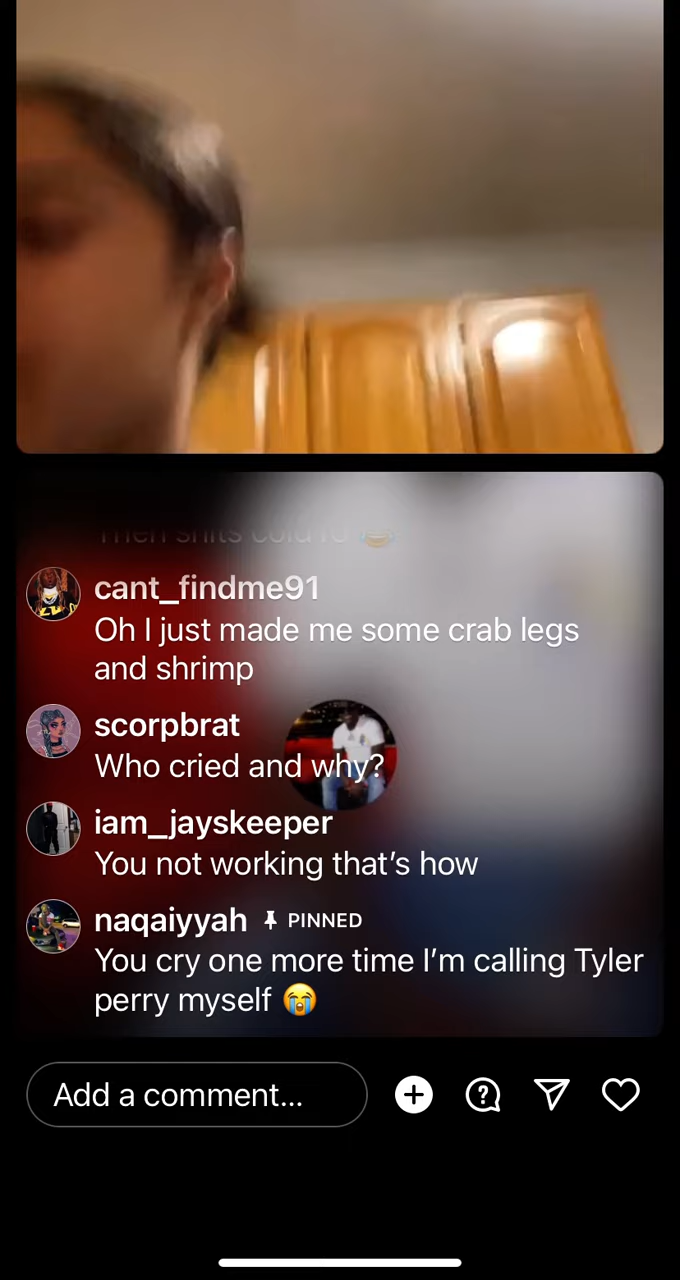 cant_findme91
Oh I just made me some crab legs
and shrimp
scorpbrat
Who cried and why?
iam_jayskeeper
You not working that's how
naqaiyyah PINNED
You cry one more time I'm calling Tyler
perry myself 😭
Add a comment...